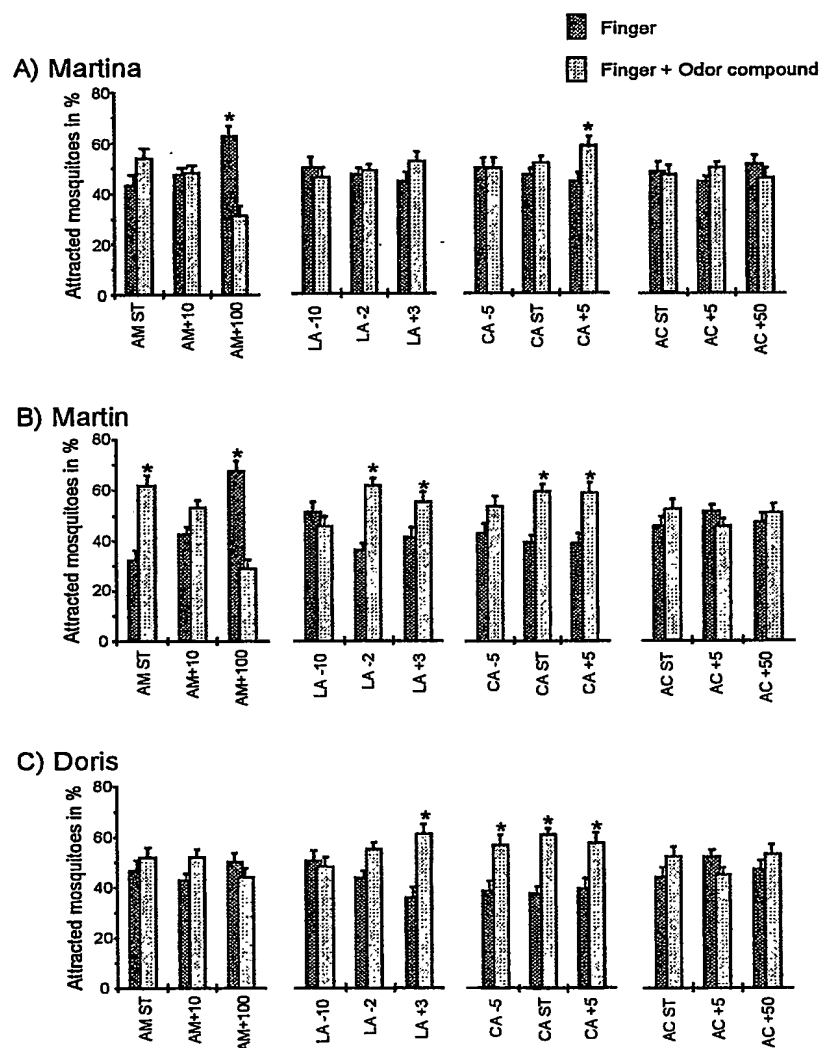 Finger
Finger + Odor compound
A) Martina
Attracted mosquitoes in %
80
60
40
20
0
*
*
AM ST
AM+10
AM+100
LA -10
LA -2
LA +3
CA -5
CA ST
CA +5
AC ST
AC +5
AC +50
B) Martin
Attracted mosquitoes in %
80
60
40
20
0
*
*
*
*
*
*
AM ST
AM+10
AM+100
LA -10
LA -2
LA +3
CA -5
CA ST
CA +5
AC ST
AC +5
AC +50
C) Doris
Attracted mosquitoes in %
80
60
40
20
0
*
*
*
*
AM ST
AM+10
AM+100
LA -10
LA -2
LA +3
CA -5
CA ST
CA +5
AC ST
AC +5
AC +50